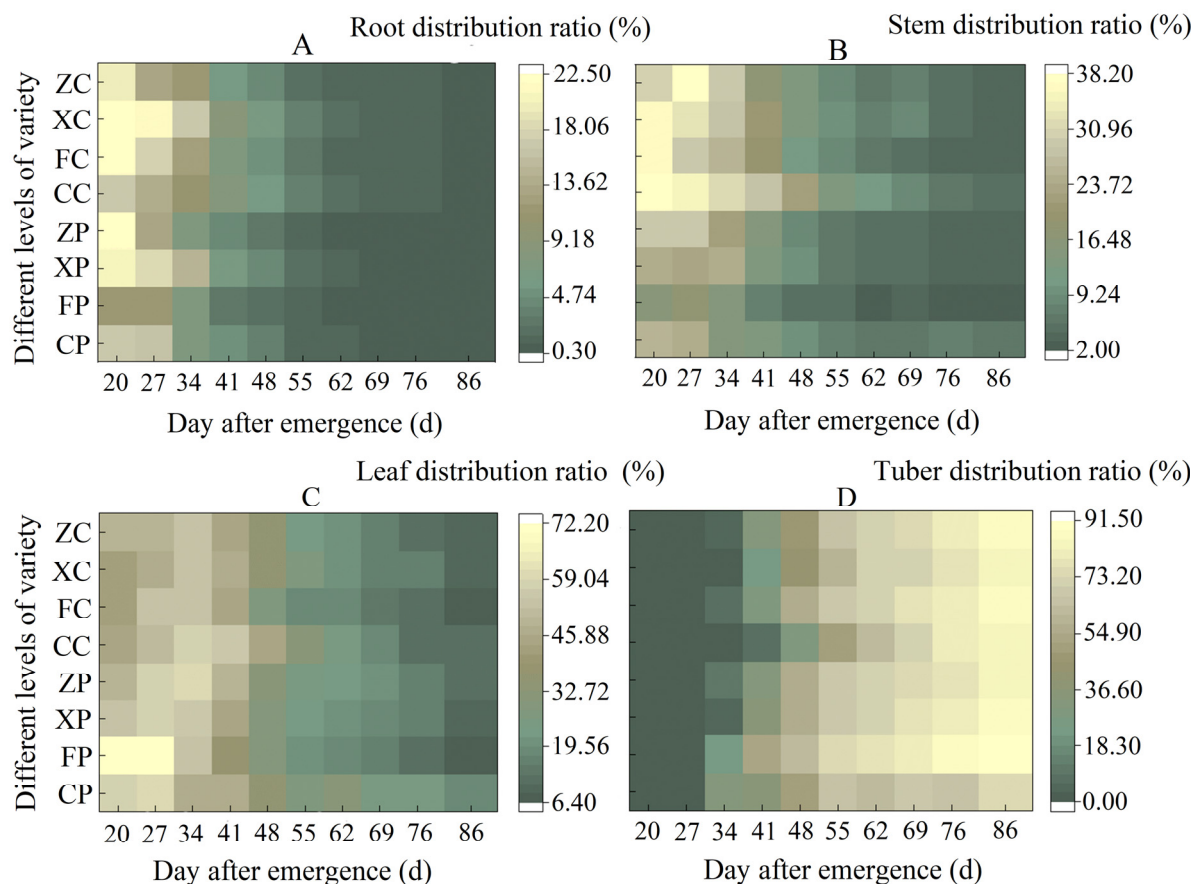 Root distribution ratio (%)
A
Different levels of variety
ZC
XC
FC
CC
ZP
XP
FP
CP
20 27 34 41 48 55 62 69 76 86
Day after emergence (d)
22.50
18.06
13.62
9.18
4.74
0.30
Stem distribution ratio (%)
B
20 27 34 41 48 55 62 69 76 86
Day after emergence (d)
38.20
30.96
23.72
16.48
9.24
2.00
Leaf distribution ratio (%)
C
Different levels of variety
ZC
XC
FC
CC
ZP
XP
FP
CP
20 27 34 41 48 55 62 69 76 86
Day after emergence (d)
72.20
59.04
45.88
32.72
19.56
6.40
Tuber distribution ratio (%)
D
20 27 34 41 48 55 62 69 76 86
Day after emergence (d)
91.50
73.20
54.90
36.60
18.30
0.00